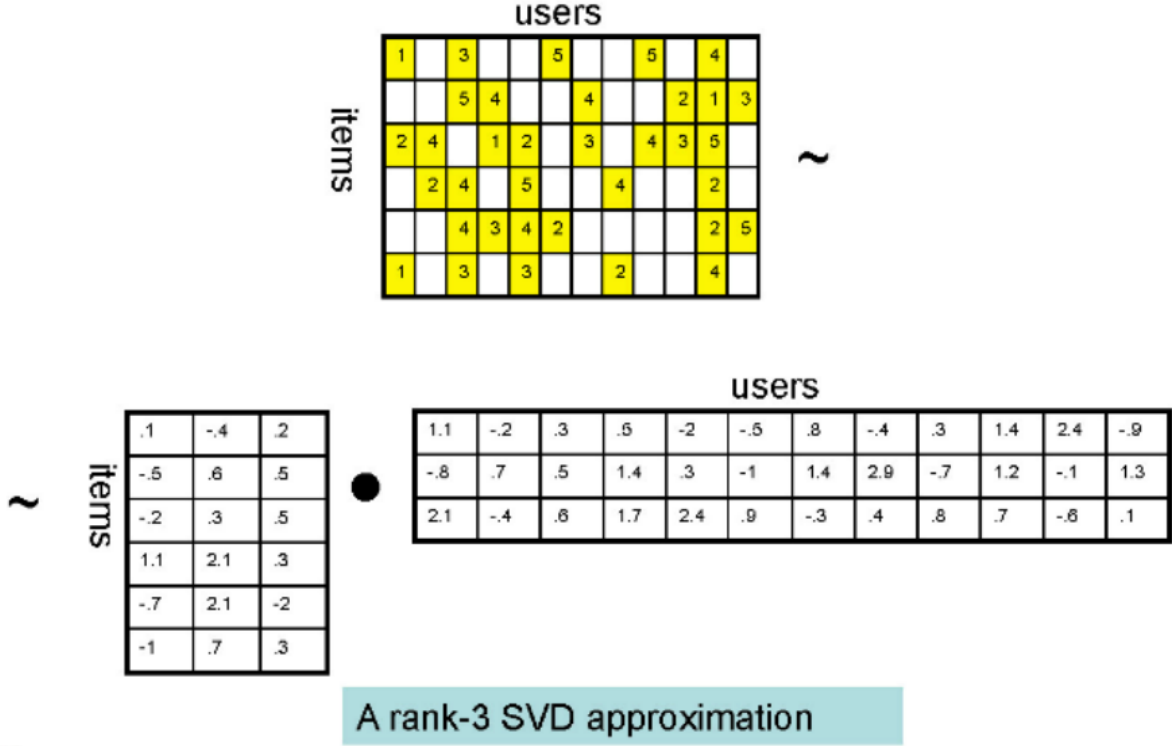 users
items
1 3 5 5 4
5 4 4 2 1 3
2 4 1 2 3 4 3 5
2 4 5 4 2
4 3 4 2 2 5
1 3 3 2 4
~
~
items
.1 -.4 .2
-.5 .6 .5
-.2 .3 .5
1.1 2.1 .3
-.7 2.1 -2
-1 .7 .3
users
1.1 -.2 .3 .5 -2 -.5 .8 -.4 .3 1.4 2.4 -.9
-.8 .7 .5 1.4 .3 -1 1.4 2.9 -.7 1.2 -.1 1.3
2.1 -.4 .6 1.7 2.4 .9 -.3 .4 .8 .7 -.6 .1
A rank-3 SVD approximation